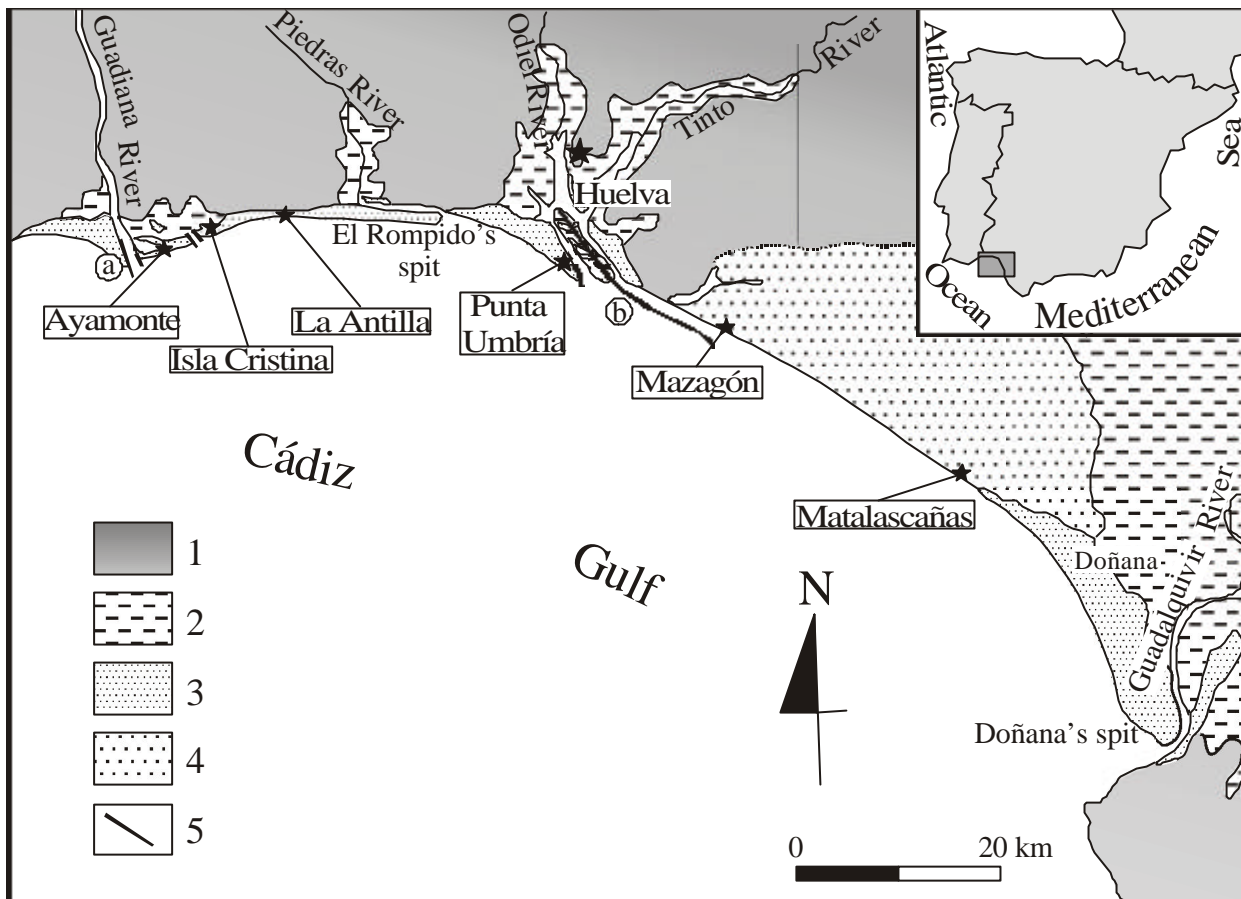 Guadiana River
Piedras River
Odiel River
Tinto
River
Huelva
El Rompido's
spit
a
b
Ayamonte
Isla Cristina
La Antilla
Punta
Umbría
Mazagón
Matalascañas
Cádiz
Gulf
Doñana
Guadalquivir River
Doñana's spit
N
1
2
3
4
5
0
20 km
Atlantic
Ocean
Mediterranean
Sea